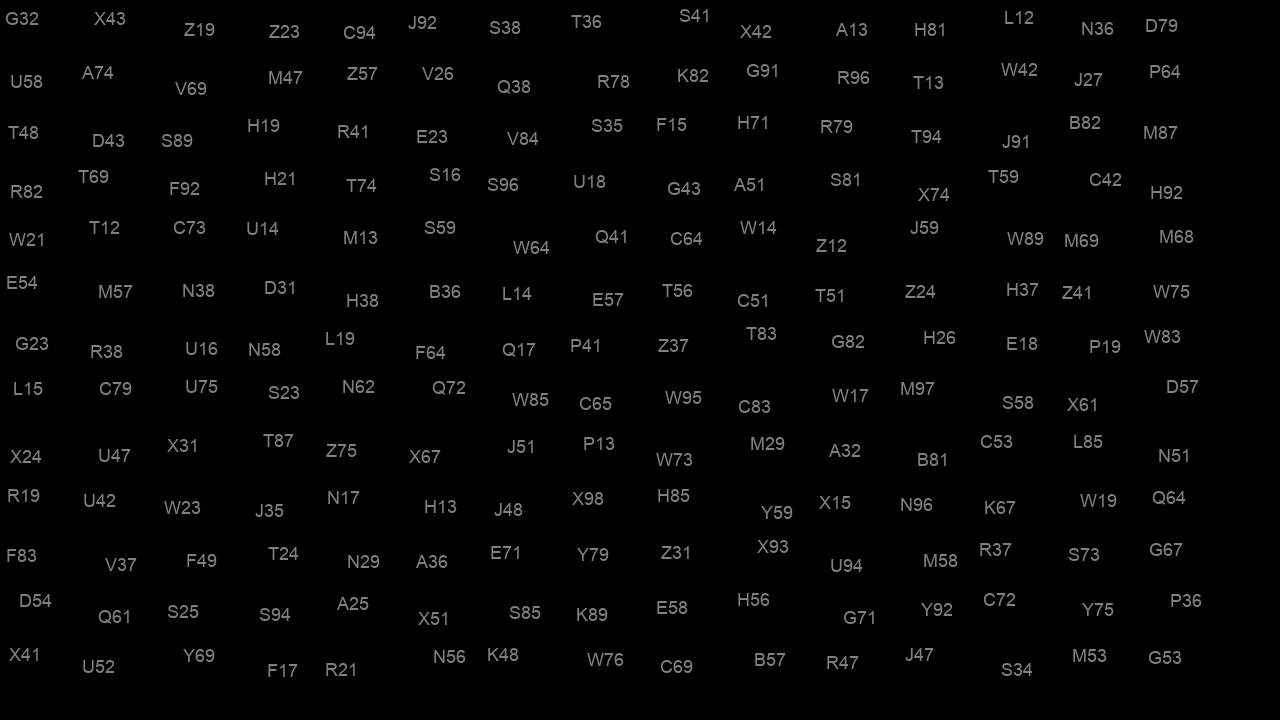 G32 X43 Z19 Z23 C94 J92 S38 T36 S41 X42 A13 H81 L12 N36 D79
U58 A74 V69 M47 Z57 V26 Q38 R78 K82 G91 R96 T13 W42 J27 P64
T48 D43 S89 H19 R41 E23 V84 S35 F15 H71 R79 T94 J91 B82 M87
R82 T69 F92 H21 T74 S16 S96 U18 G43 A51 S81 X74 T59 C42 H92
W21 T12 C73 U14 M13 S59 W64 Q41 C64 W14 Z12 J59 W89 M69 M68
E54 M57 N38 D31 H38 B36 L14 E57 T56 C51 T51 Z24 H37 Z41 W75
G23 R38 U16 N58 L19 F64 Q17 P41 Z37 T83 G82 H26 E18 P19 W83
L15 C79 U75 S23 N62 Q72 W85 C65 W95 C83 W17 M97 S58 X61 D57
X24 U47 X31 T87 Z75 X67 J51 P13 W73 M29 A32 B81 C53 L85 N51
R19 U42 W23 J35 N17 H13 J48 X98 H85 Y59 X15 N96 K67 W19 Q64
F83 V37 F49 T24 N29 A36 E71 Y79 Z31 X93 U94 M58 R37 S73 G67
D54 Q61 S25 S94 A25 X51 S85 K89 E58 H56 G71 Y92 C72 Y75 P36
X41 U52 Y69 F17 R21 N56 K48 W76 C69 B57 R47 J47 S34 M53 G53